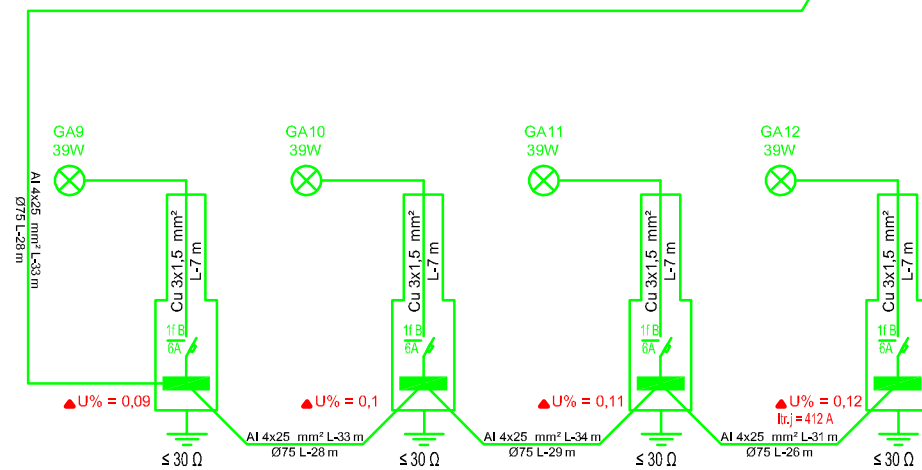 GA9
39W
GA10
39W
GA11
39W
GA12
39W
Al 4x25 mm² L-33 m
Ø75 L-28 m
Cu 3x1,5 mm²
L-7 m
Cu 3x1,5 mm²
L-7 m
Cu 3x1,5 mm²
L-7 m
Cu 3x1,5 mm²
L-7 m
1f B
6A
1f B
6A
1f B
6A
1f B
6A
U% = 0,09
U% = 0,1
U% = 0,11
U% = 0,12
Itr.j = 412 A
Al 4x25 mm² L-33 m
Ø75 L-28 m
Al 4x25 mm² L-34 m
Ø75 L-29 m
Al 4x25 mm² L-31 m
Ø75 L-26 m
≤ 30 Ω
≤ 30 Ω
≤ 30 Ω
≤ 30 Ω